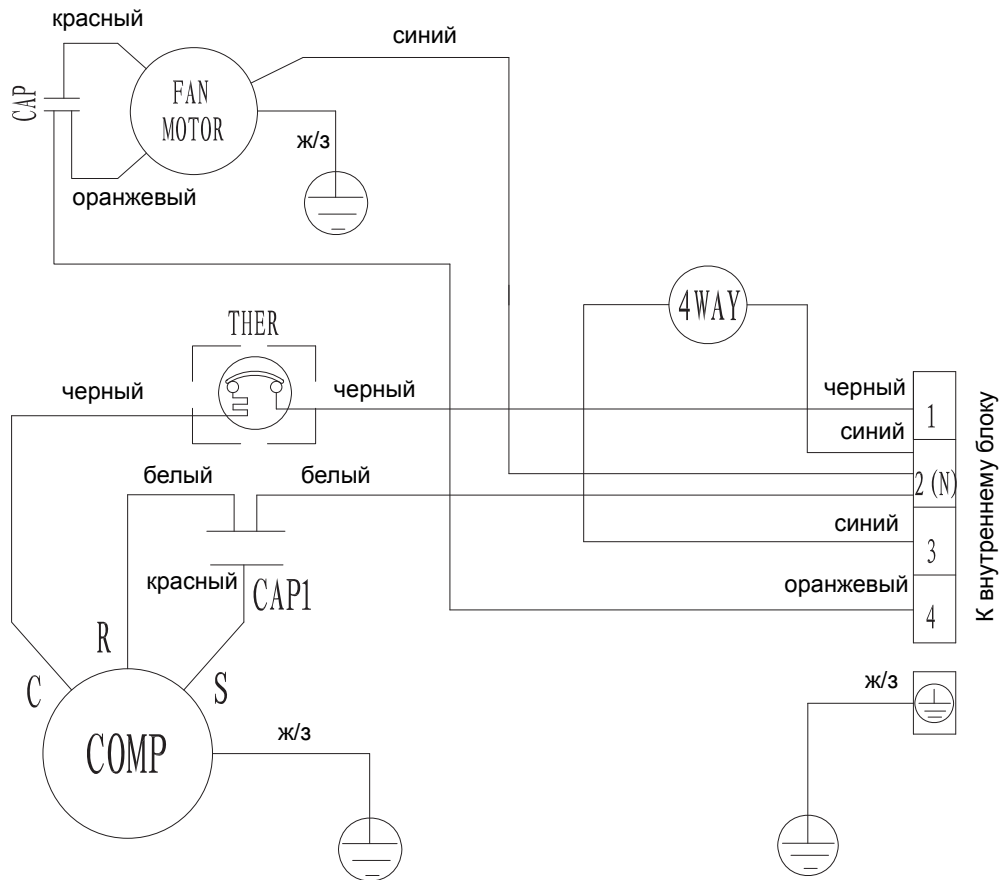 красный
синий
CAP
FAN
MOTOR
ж/з
оранжевый
4WAY
THER
черный
черный
черный
1
синий
белый
белый
2 (N)
К внутреннему блоку
синий
3
красный
CAP1
оранжевый
4
R
C
S
ж/з
ж/з
COMP